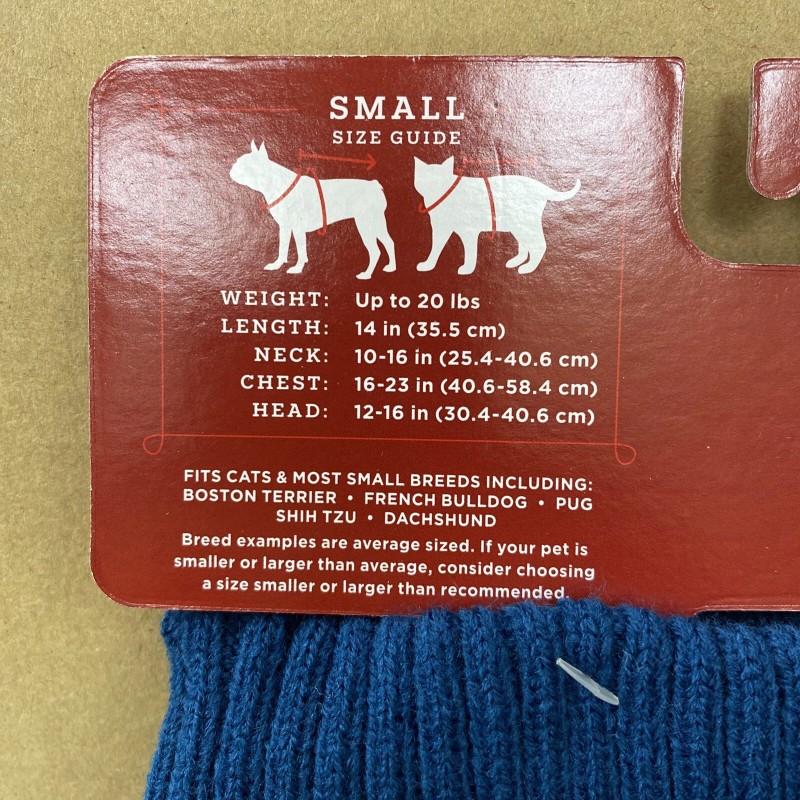 SMALL
SIZE GUIDE
WEIGHT: Up to 20 lbs
LENGTH: 14 in (35.5 cm)
NECK: 10-16 in (25.4-40.6 cm)
CHEST: 16-23 in (40.6-58.4 cm)
HEAD: 12-16 in (30.4-40.6 cm)
FITS CATS & MOST SMALL BREEDS INCLUDING:
BOSTON TERRIER • FRENCH BULLDOG • PUG
SHIH TZU • DACHSHUND
Breed examples are average sized. If your pet is
smaller or larger than average, consider choosing
a size smaller or larger than recommended.